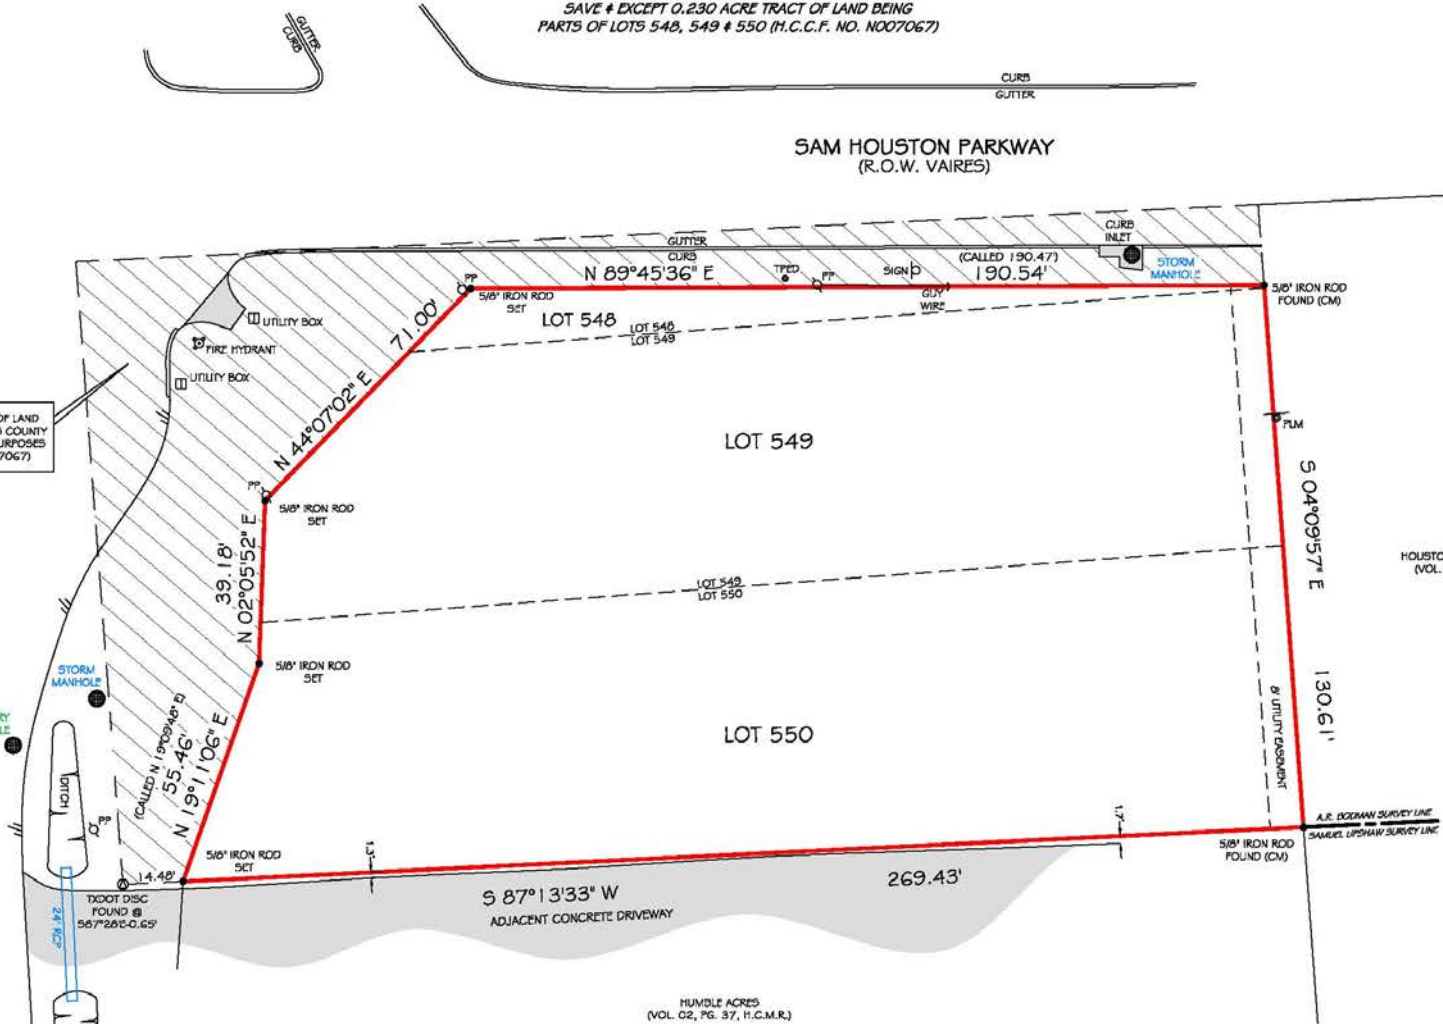 SAVE & EXCEPT 0.230 ACRE TRACT OF LAND BEING
PARTS OF LOTS 548, 549 & 550 (H.C.C.F. NO. N007067)
GUTTER
CURB
CURB
GUTTER
SAM HOUSTON PARKWAY
(R.O.W. VAIRES)
GUTTER
CURB
CURB
INLET
STORM
MANHOLE
N 89°45'36" E
TPED
PP
SIGN
(CALLED 190.47')
190.54'
GUY
WIRE
PP
5/8" IRON ROD
SET
5/8" IRON ROD
FOUND (CM)
LOT 548
LOT 548
LOT 549
71.00'
N 44°07'02" E
UTILITY BOX
FIRE HYDRANT
UTILITY BOX
OF LAND
COUNTY
URPOSES
7067)
PLM
LOT 549
S 04°09'57" E
130.61'
PP
5/8" IRON ROD
SET
39.18'
N 02°05'52" E
HOUSTO
(VOL.
LOT 549
LOT 550
5/8" IRON ROD
SET
STORM
MANHOLE
RY
LE
LOT 550
8' UTILITY EASEMENT
(CALLED N 19°09'48" E)
55.46'
N 19°11'06" E
DITCH
PP
A.R. BODMAN SURVEY LINE
SAMUEL UPSHAW SURVEY LINE
5/8" IRON ROD
FOUND (CM)
5/8" IRON ROD
SET
1.3'
1.7'
14.48'
TXDOT DISC
FOUND @
S87°28'E-0.65'
S 87°13'33" W
269.43'
ADJACENT CONCRETE DRIVEWAY
24" RCP
HUMBLE ACRES
(VOL. 02, PG. 37, H.C.M.R.)